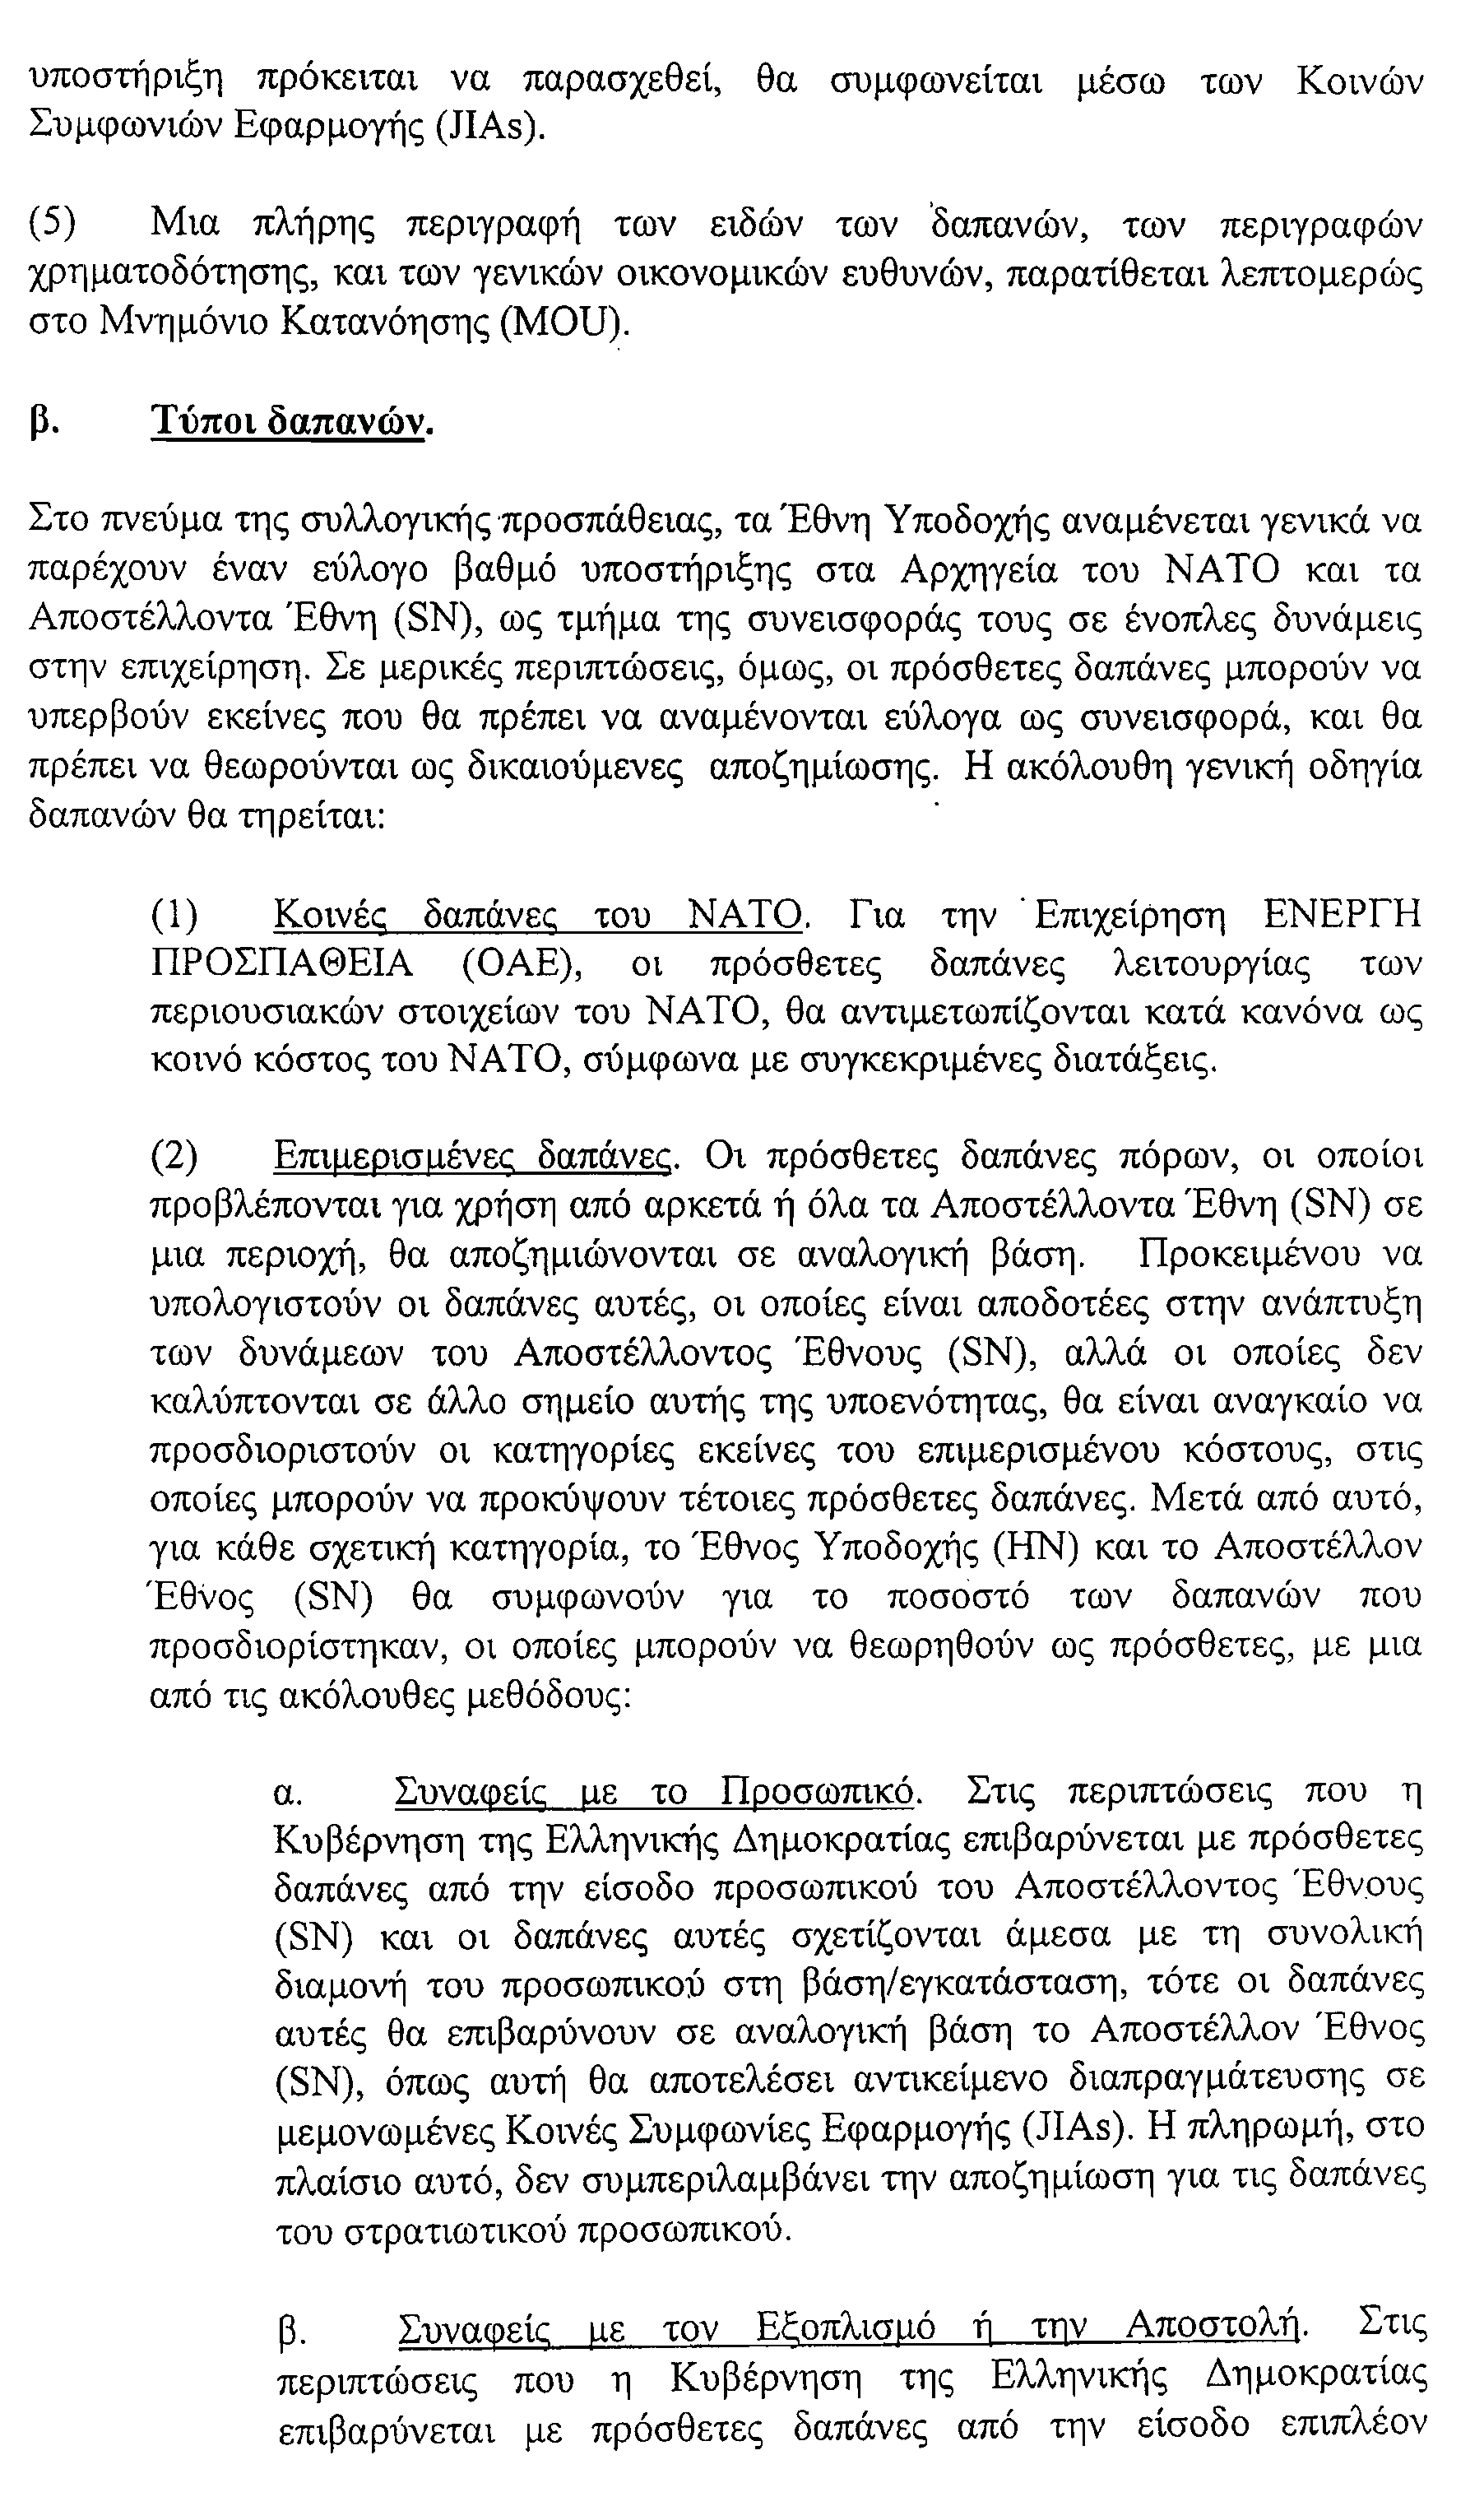 υποστήριξη πρόκειται να παρασχεθεί, θα συμφωνείται μέσω των Κοινών
Συμφωνιών Εφαρμογής (JIAs).
(5) Μια πλήρης περιγραφή των ειδών των δαπανών, των περιγραφών
χρηματοδότησης, και των γενικών οικονομικών ευθυνών, παρατίθεται λεπτομερώς
στο Μνημόνιο Κατανόησης (MOU).
β. Τύποι δαπανών.
Στο πνεύμα της συλλογικής προσπάθειας, τα Έθνη Υποδοχής αναμένεται γενικά να
παρέχουν έναν εύλογο βαθμό υποστήριξης στα Αρχηγεία του ΝΑΤΟ και τα
Αποστέλλοντα Έθνη (SN), ως τμήμα της συνεισφοράς τους σε ένοπλες δυνάμεις
στην επιχείρηση. Σε μερικές περιπτώσεις, όμως, οι πρόσθετες δαπάνες μπορούν να
υπερβούν εκείνες που θα πρέπει να αναμένονται εύλογα ως συνεισφορά, και θα
πρέπει να θεωρούνται ως δικαιούμενες αποζημίωσης. Η ακόλουθη γενική οδηγία
δαπανών θα τηρείται:
(1) Κοινές δαπάνες του ΝΑΤΟ. Για την Επιχείρηση ΕΝΕΡΓΗ
ΠΡΟΣΠΑΘΕΙΑ (ΟΑΕ), οι πρόσθετες δαπάνες λειτουργίας των
περιουσιακών στοιχείων του ΝΑΤΟ, θα αντιμετωπίζονται κατά κανόνα ως
κοινό κόστος του ΝΑΤΟ, σύμφωνα με συγκεκριμένες διατάξεις.
(2) Επιμερισμένες δαπάνες. Οι πρόσθετες δαπάνες πόρων, οι οποίοι
προβλέπονται για χρήση από αρκετά ή όλα τα Αποστέλλοντα Έθνη (SN) σε
μια περιοχή, θα αποζημιώνονται σε αναλογική βάση. Προκειμένου να
υπολογιστούν οι δαπάνες αυτές, οι οποίες είναι αποδοτέες στην ανάπτυξη
των δυνάμεων του Αποστέλλοντος Έθνους (SN), αλλά οι οποίες δεν
καλύπτονται σε άλλο σημείο αυτής της υποενότητας, θα είναι αναγκαίο να
προσδιοριστούν οι κατηγορίες εκείνες του επιμερισμένου κόστους, στις
οποίες μπορούν να προκύψουν τέτοιες πρόσθετες δαπάνες. Μετά από αυτό,
για κάθε σχετική κατηγορία, το Έθνος Υποδοχής (HN) και το Αποστέλλον
Έθνος (SN) θα συμφωνούν για το ποσοστό των δαπανών που
προσδιορίστηκαν, οι οποίες μπορούν να θεωρηθούν ως πρόσθετες, με μια
από τις ακόλουθες μεθόδους:
α. Συναφείς με το Προσωπικό. Στις περιπτώσεις που η
Κυβέρνηση της Ελληνικής Δημοκρατίας επιβαρύνεται με πρόσθετες
δαπάνες από την είσοδο προσωπικού του Αποστέλλοντος Έθνους
(SN) και οι δαπάνες αυτές σχετίζονται άμεσα με τη συνολική
διαμονή του προσωπικού στη βάση/εγκατάσταση, τότε οι δαπάνες
αυτές θα επιβαρύνουν σε αναλογική βάση το Αποστέλλον Έθνος
(SN), όπως αυτή θα αποτελέσει αντικείμενο διαπραγμάτευσης σε
μεμονωμένες Κοινές Συμφωνίες Εφαρμογής (JIAs). Η πληρωμή, στο
πλαίσιο αυτό, δεν συμπεριλαμβάνει την αποζημίωση για τις δαπάνες
του στρατιωτικού προσωπικού.
β. Συναφείς με τον Εξοπλισμό ή την Αποστολή. Στις
περιπτώσεις που η Κυβέρνηση της Ελληνικής Δημοκρατίας
επιβαρύνεται με πρόσθετες δαπάνες από την είσοδο επιπλέον